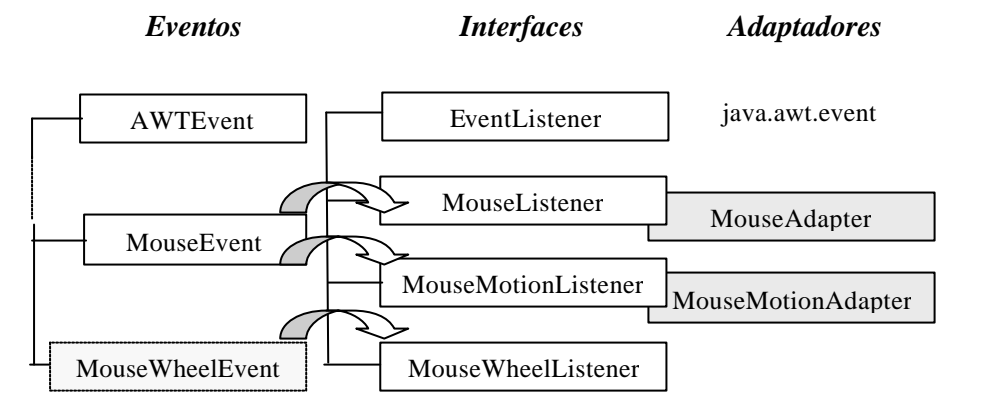 Eventos Interfaces Adaptadores
AWTEvent EventListener java.awt.event
MouseListener
MouseAdapter
MouseEvent
MouseMotionListener
MouseMotionAdapter
MouseWheelEvent MouseWheelListener